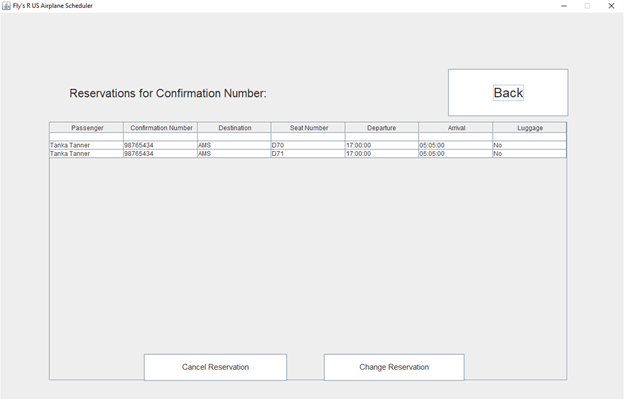 Fly's R US Airplane Scheduler
Back
Reservations for Confirmation Number:
Passenger Confirmation Number Destination Seat Number Departure Arrival Luggage
Tanka Tanner 98765434 AMS D70 17:00:00 05:05:00 No
Tanka Tanner 98765434 AMS D71 17:00:00 05:05:00 No
Cancel Reservation Change Reservation